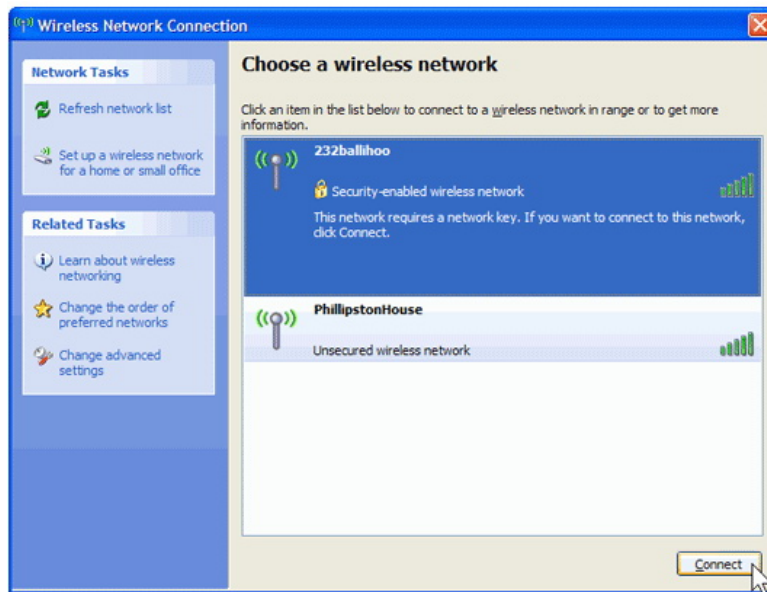 Wireless Network Connection
Network Tasks
Refresh network list
Set up a wireless network
for a home or small office
Related Tasks
Learn about wireless
networking
Change the order of
preferred networks
Change advanced
settings
Choose a wireless network
Click an item in the list below to connect to a wireless network in range or to get more
information.
232ballihoo
Security-enabled wireless network
This network requires a network key. If you want to connect to this network,
click Connect.
PhillipstonHouse
Unsecured wireless network
Connect